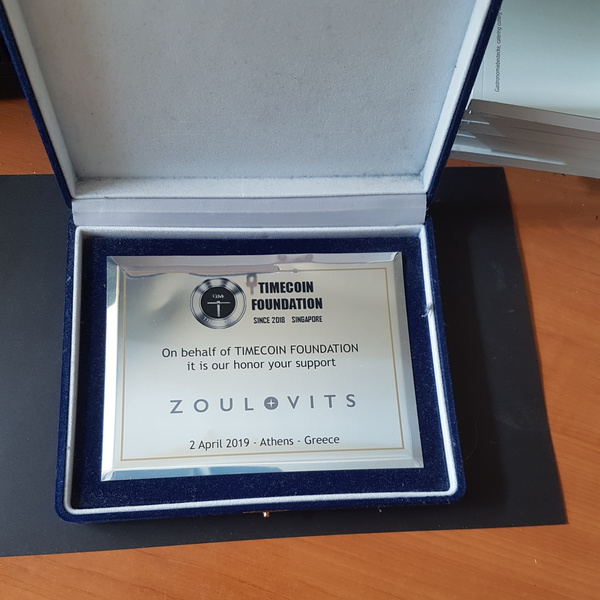 TIMECOIN
FOUNDATION
SINCE 2018 SINGAPORE
On behalf of TIMECOIN FOUNDATION
it is our honor your support
ZOULOVITS
2 April 2019 - Athens - Greece